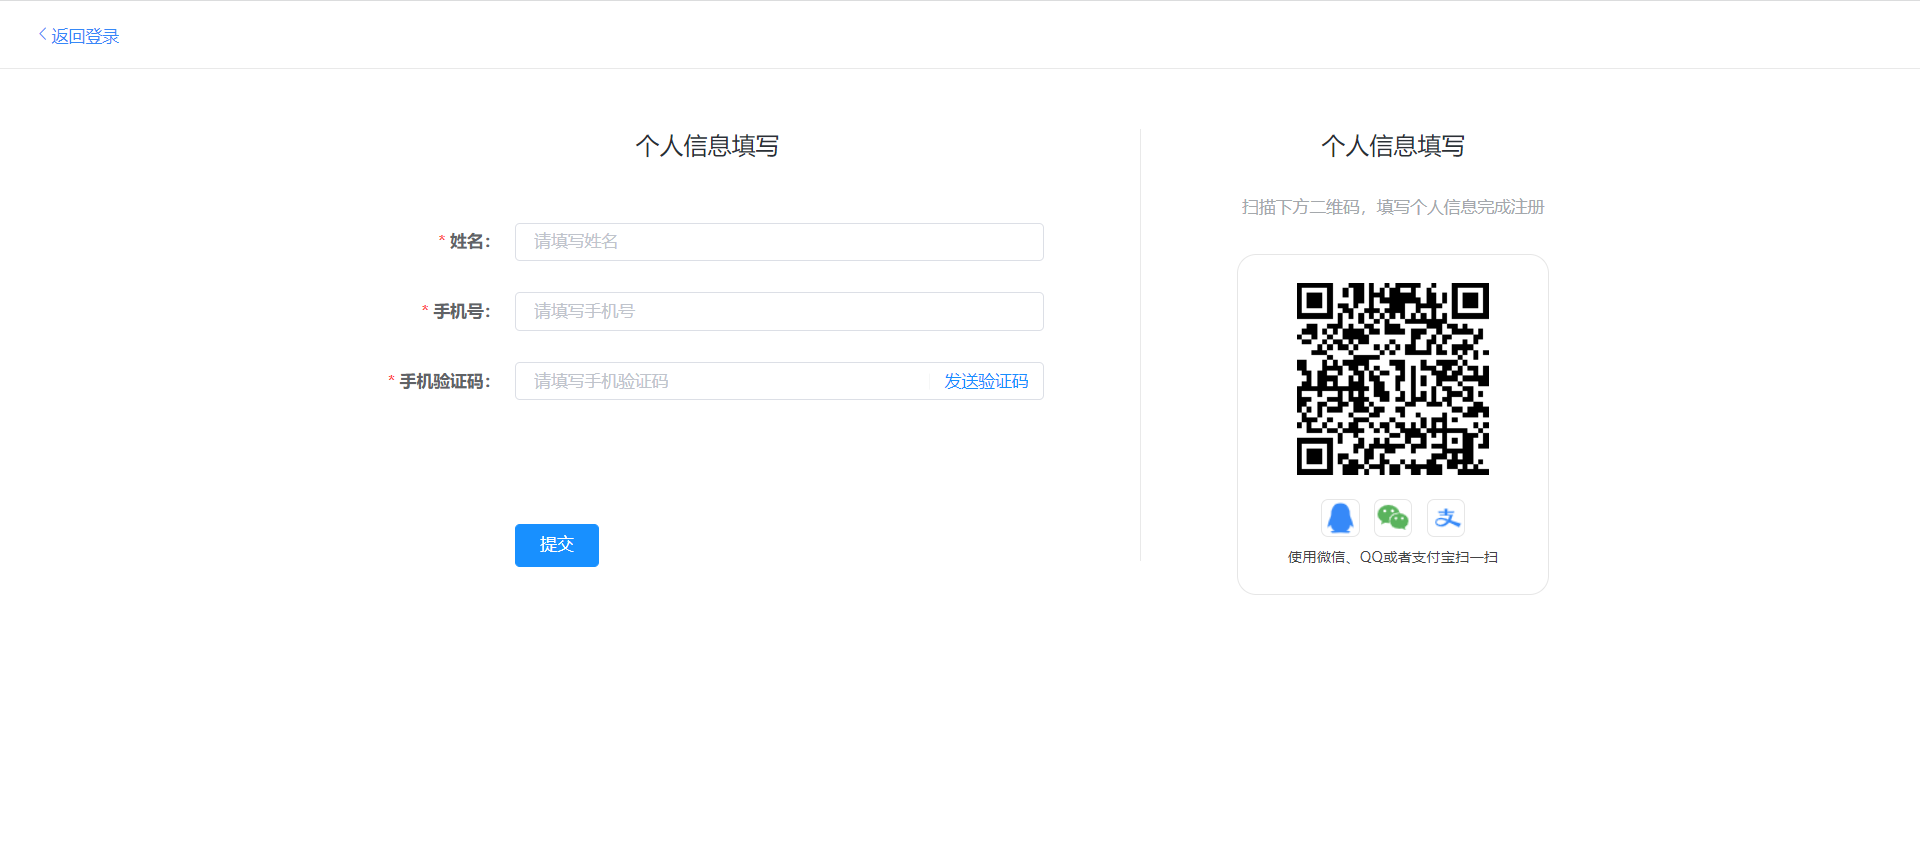 返回登录
个人信息填写
* 姓名：
请填写姓名
* 手机号：
请填写手机号
* 手机验证码：
请填写手机验证码
发送验证码
提交
个人信息填写
扫描下方二维码，填写个人信息完成注册
支
使用微信、QQ或者支付宝扫一扫